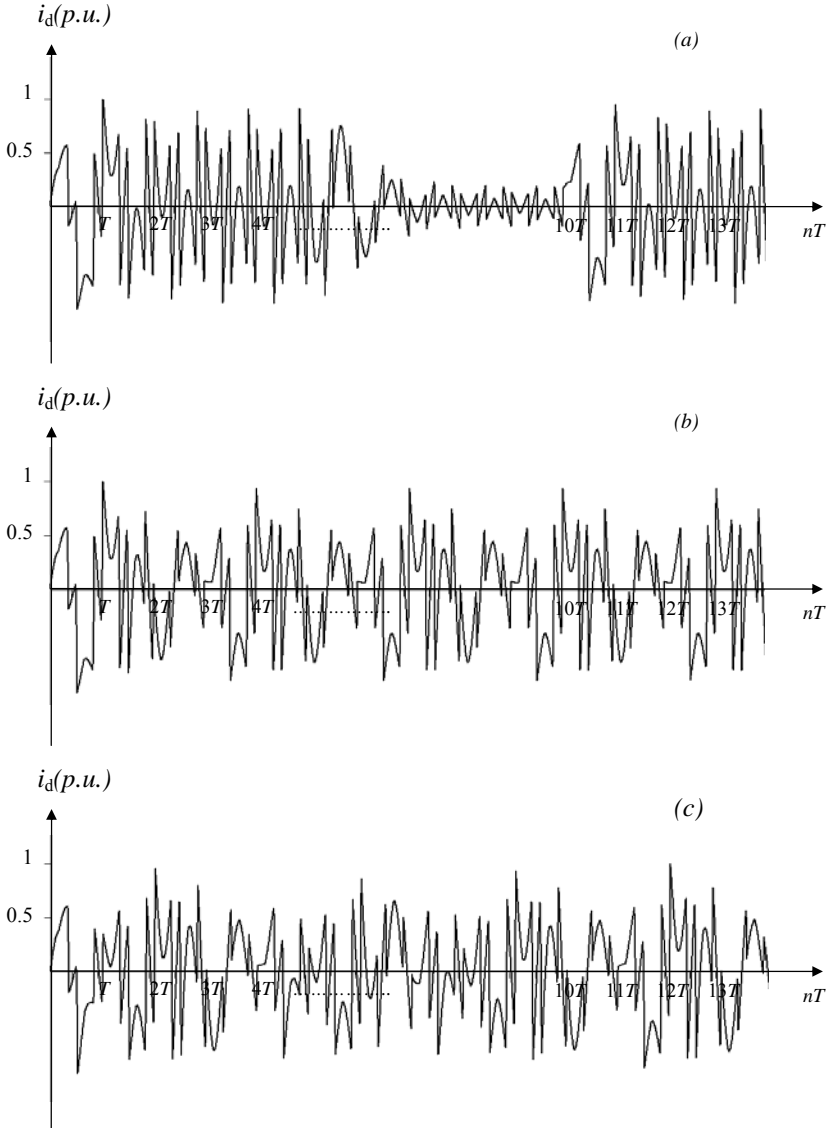 i_d(p.u.)
(a)
1
0.5
T 2T 3T 4T ................... 10T 11T 12T 13T
nT
i_d(p.u.)
(b)
1
0.5
T 2T 3T 4T ................... 10T 11T 12T 13T
nT
i_d(p.u.)
(c)
1
0.5
T 2T 3T 4T ................... 10T 11T 12T 13T
nT